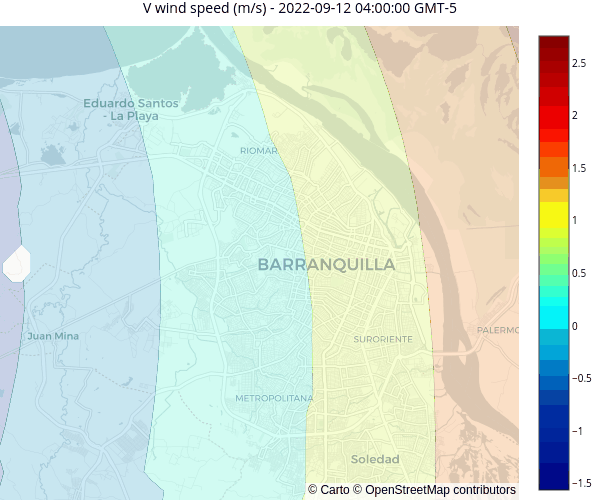 V wind speed (m/s) - 2022-09-12 04:00:00 GMT-5
Eduardo Santos
- La Playa
RIOMAR
BARRANQUILLA
Juan Mina
SURORIENTE
PALERMO
METROPOLITANA
Soledad
© Carto © OpenStreetMap contributors
2.5
2
1.5
1
0.5
0
−0.5
−1
−1.5